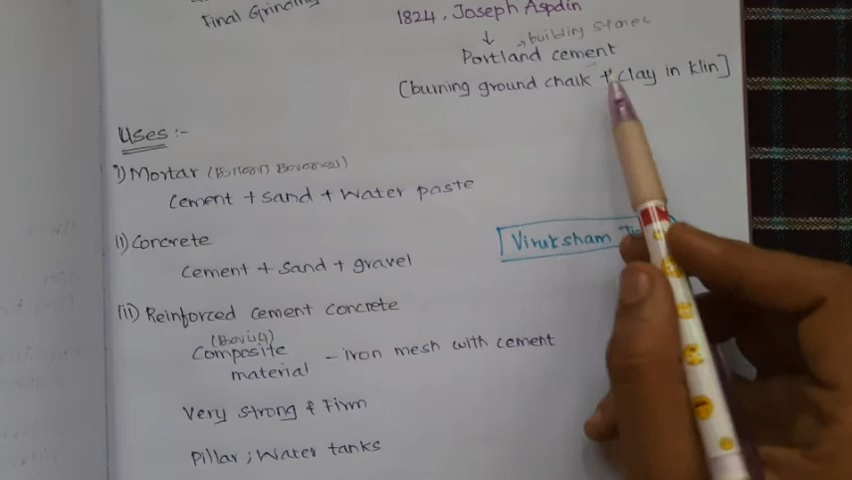 Final Grinding
1824, Joseph Aspdin
↓ building stones
Portland cement
[burning ground chalk + clay in klin]
Uses :-
i) Mortar
Cement + sand + water paste
ii) Concrete
Cement + sand + gravel
Viruksham
iii) Reinforced cement concrete
Composite material - iron mesh with cement
Very strong & Firm
Pillar ; Water tanks